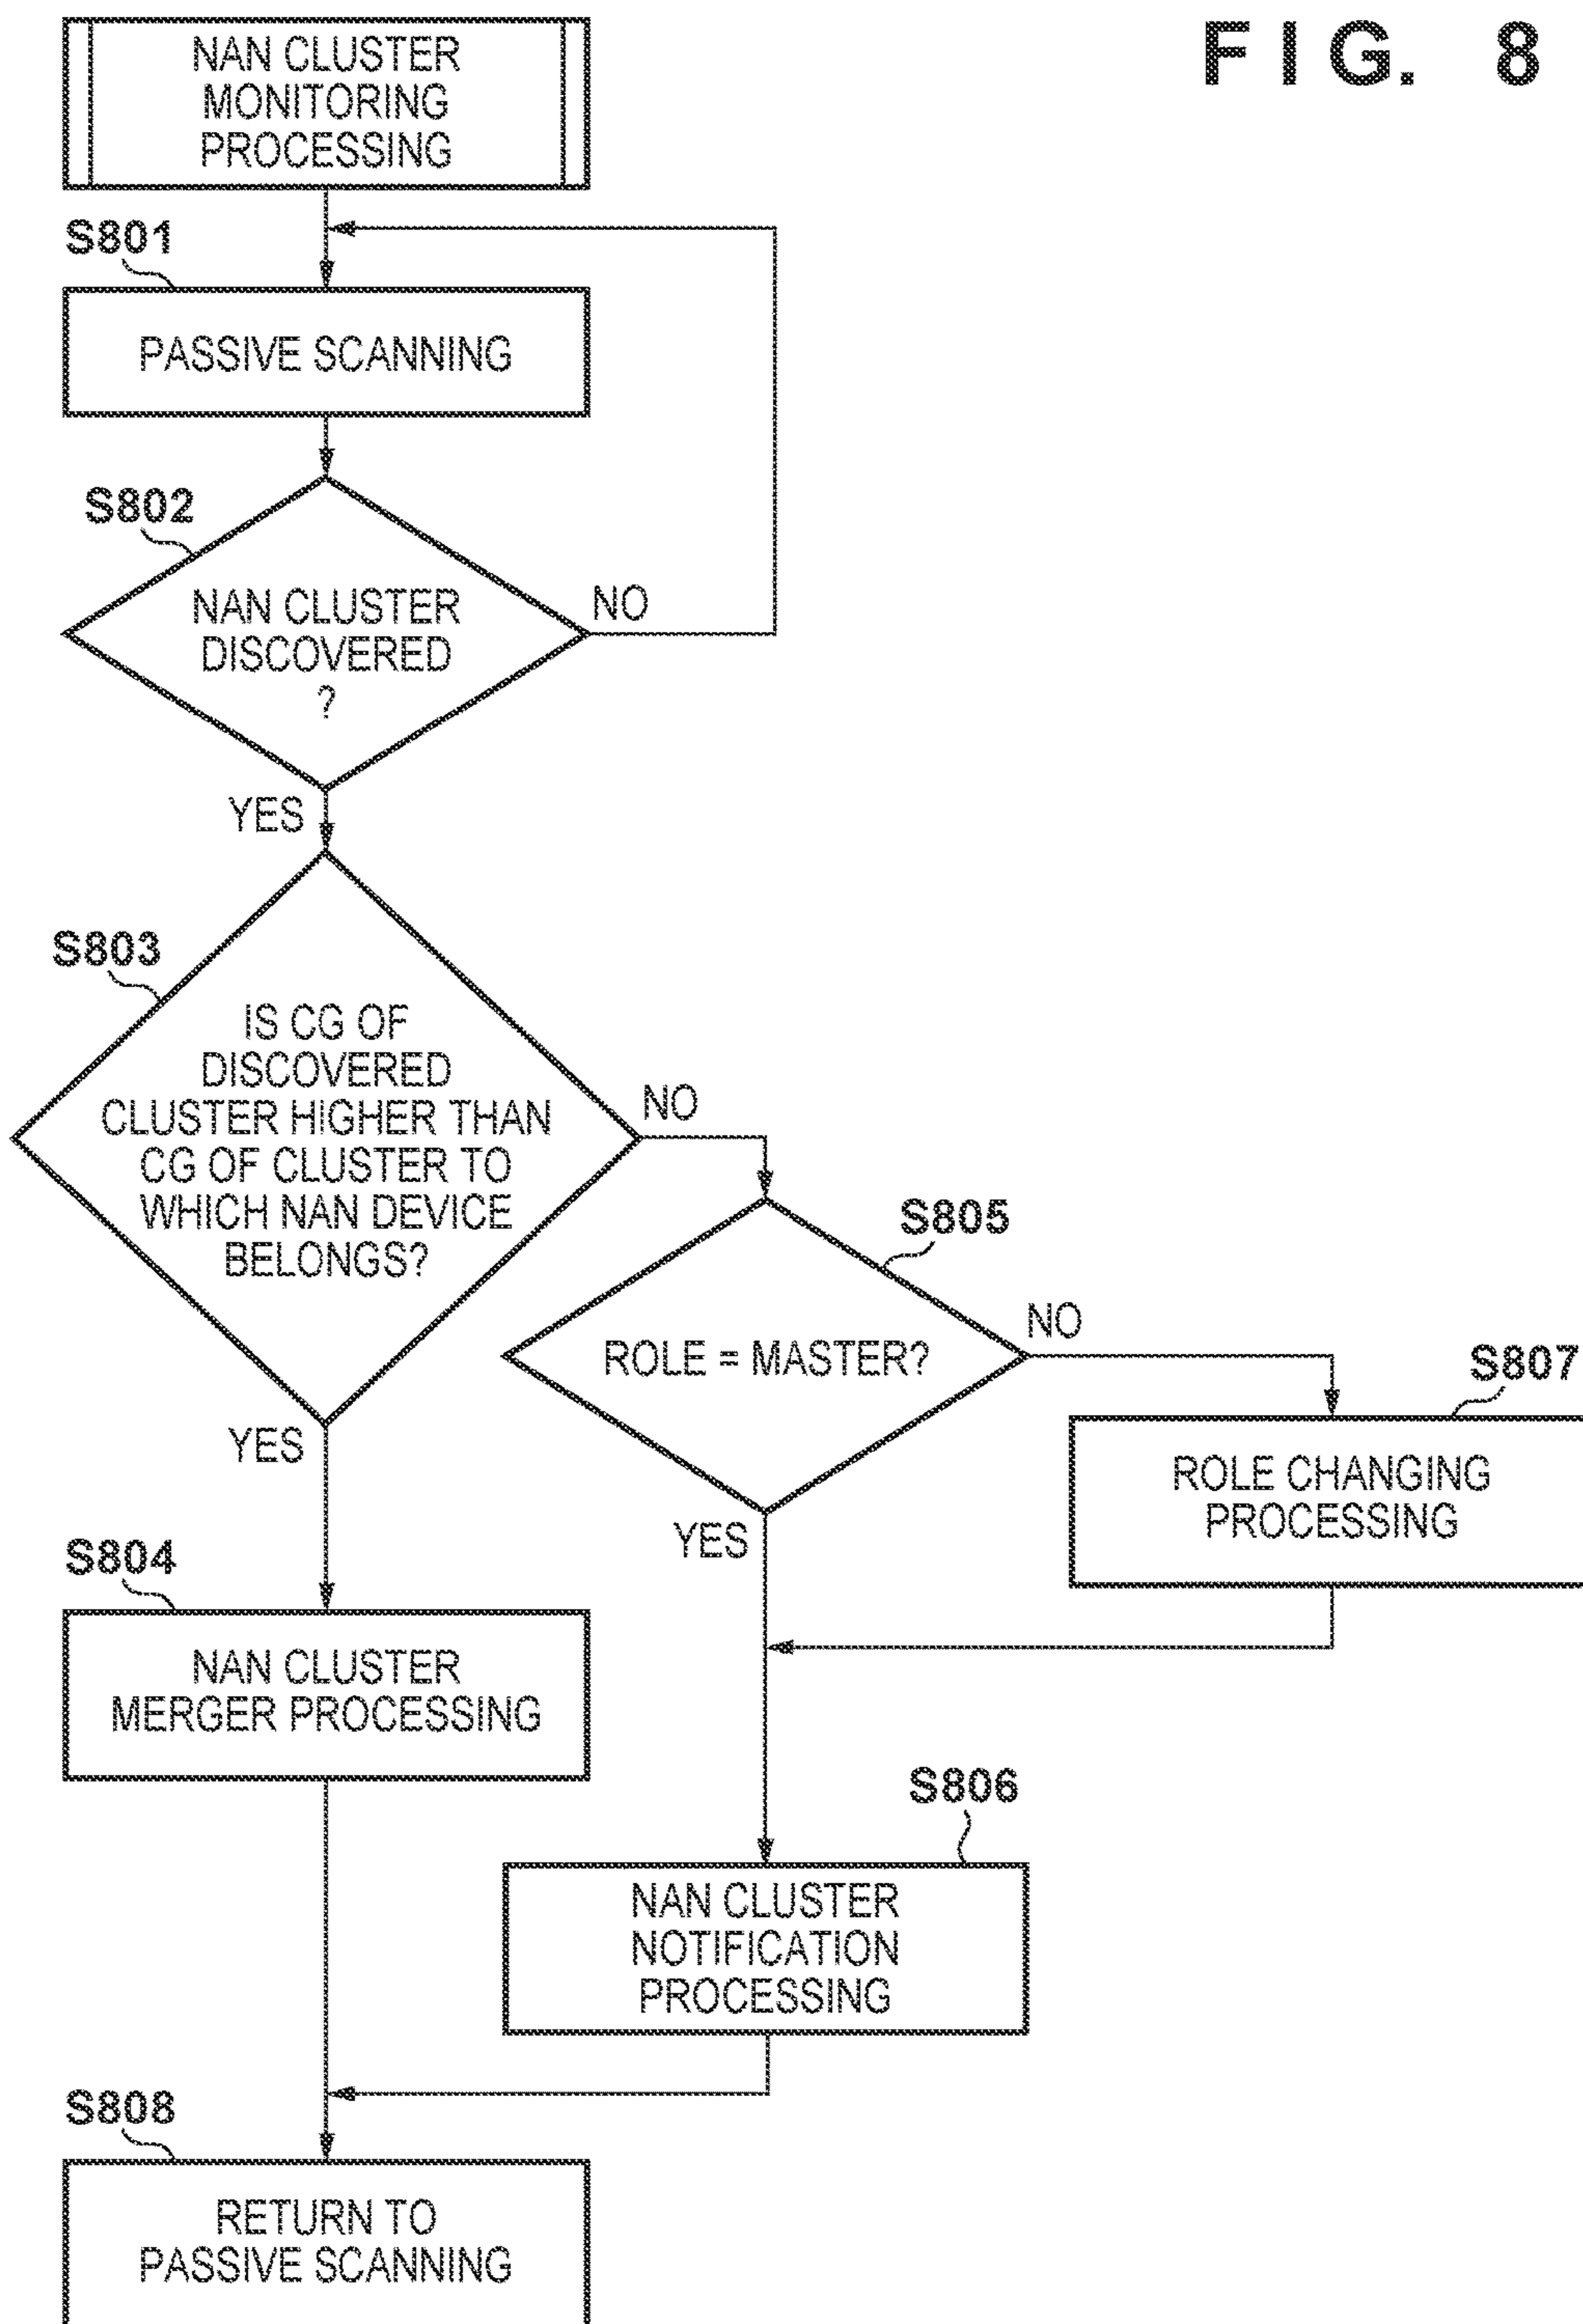 FIG. 8
NAN CLUSTER
MONITORING
PROCESSING
S801
PASSIVE SCANNING
S802
NAN CLUSTER
DISCOVERED
?
NO
YES
S803
IS CG OF
DISCOVERED
CLUSTER HIGHER THAN
CG OF CLUSTER TO
WHICH NAN DEVICE
BELONGS?
NO
YES
S805
ROLE = MASTER?
NO
YES
S807
ROLE CHANGING
PROCESSING
S804
NAN CLUSTER
MERGER PROCESSING
S806
NAN CLUSTER
NOTIFICATION
PROCESSING
S808
RETURN TO
PASSIVE SCANNING